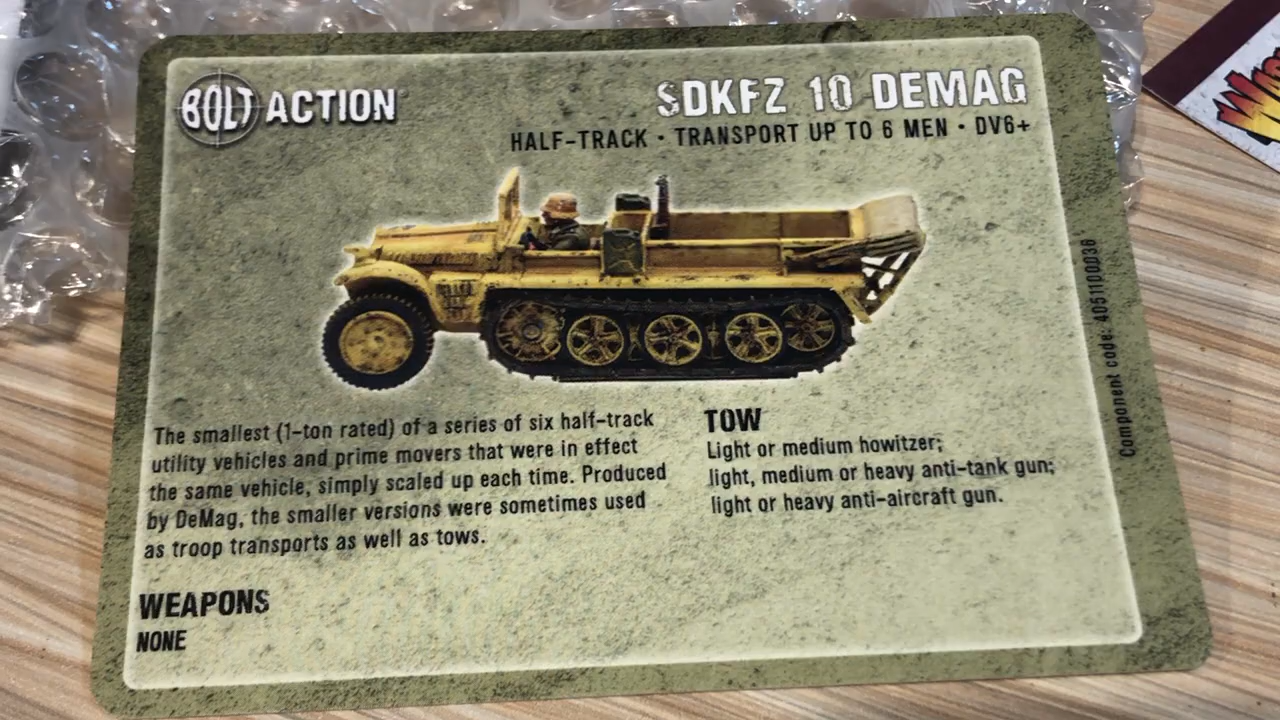 BOLT ACTION
SDKFZ 10 DEMAG
HALF-TRACK • TRANSPORT UP TO 6 MEN • DV6+
The smallest (1-ton rated) of a series of six half-track
utility vehicles and prime movers that were in effect
the same vehicle, simply scaled up each time. Produced
by DeMag, the smaller versions were sometimes used
as troop transports as well as tows.
WEAPONS
NONE
TOW
Light or medium howitzer;
light, medium or heavy anti-tank gun;
light or heavy anti-aircraft gun.
Component code: 4051100036